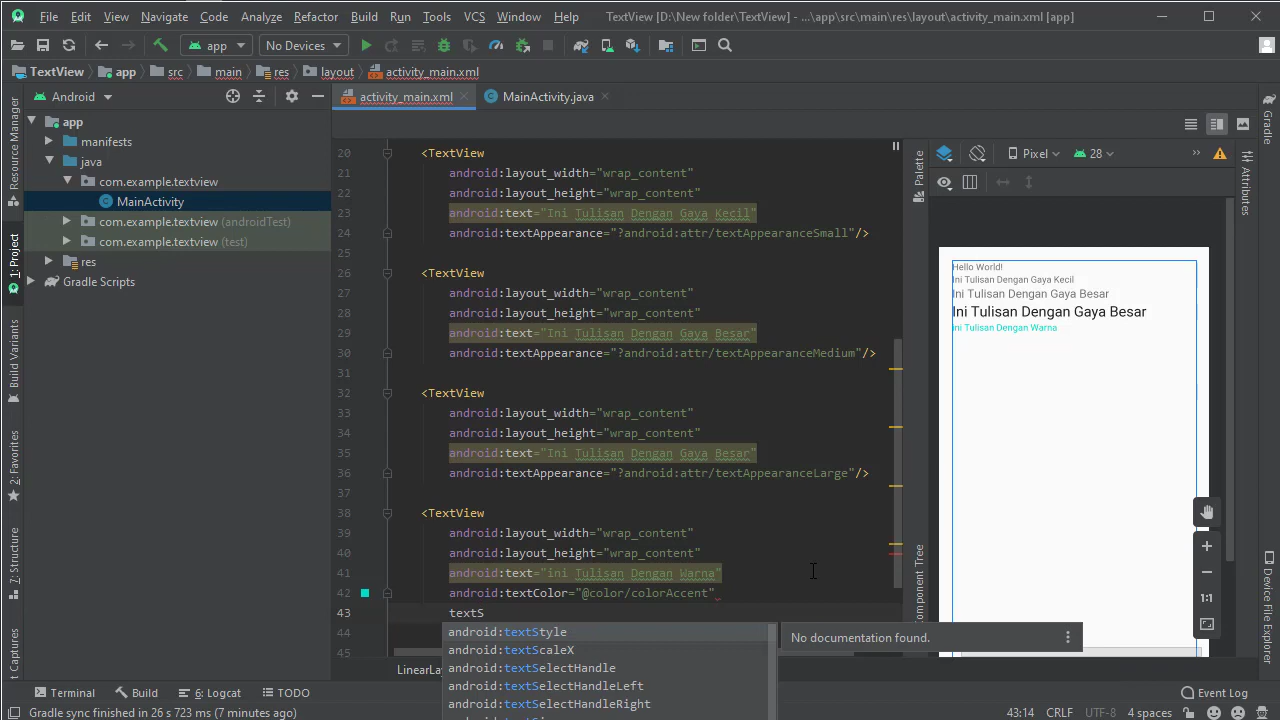 File Edit View Navigate Code Analyze Refactor Build Run Tools VCS Window Help TextView [D:\New folder\TextView] - ...\app\src\main\res\layout\activity_main.xml [app]
app No Devices
TextView app src main res layout activity_main.xml
Android
activity_main.xml MainActivity.java
app
manifests
java
com.example.textview
MainActivity
com.example.textview (androidTest)
com.example.textview (test)
res
Gradle Scripts
Resource Manager
1: Project
Build Variants
2: Favorites
7: Structure
t Captures
20 <TextView
21 android:layout_width="wrap_content"
22 android:layout_height="wrap_content"
23 android:text="Ini Tulisan Dengan Gaya Kecil"
24 android:textAppearance="?android:attr/textAppearanceSmall"/>
25
26 <TextView
27 android:layout_width="wrap_content"
28 android:layout_height="wrap_content"
29 android:text="Ini Tulisan Dengan Gaya Besar"
30 android:textAppearance="?android:attr/textAppearanceMedium"/>
31
32 <TextView
33 android:layout_width="wrap_content"
34 android:layout_height="wrap_content"
35 android:text="Ini Tulisan Dengan Gaya Besar"
36 android:textAppearance="?android:attr/textAppearanceLarge"/>
37
38 <TextView
39 android:layout_width="wrap_content"
40 android:layout_height="wrap_content"
41 android:text="ini Tulisan Dengan Warna"
42 android:textColor="@color/colorAccent"
43 textS
44
45
android:textStyle
android:textScaleX
android:textSelectHandle
android:textSelectHandleLeft
android:textSelectHandleRight
No documentation found.
LinearLay
Palette
Component Tree
Pixel 28
Hello World!
Ini Tulisan Dengan Gaya Kecil
Ini Tulisan Dengan Gaya Besar
Ini Tulisan Dengan Gaya Besar
ini Tulisan Dengan Warna
1:1
Gradle
Attributes
Device File Explorer
Terminal Build 6: Logcat TODO Event Log
Gradle sync finished in 26 s 723 ms (7 minutes ago) 43:14 CRLF UTF-8 4 spaces